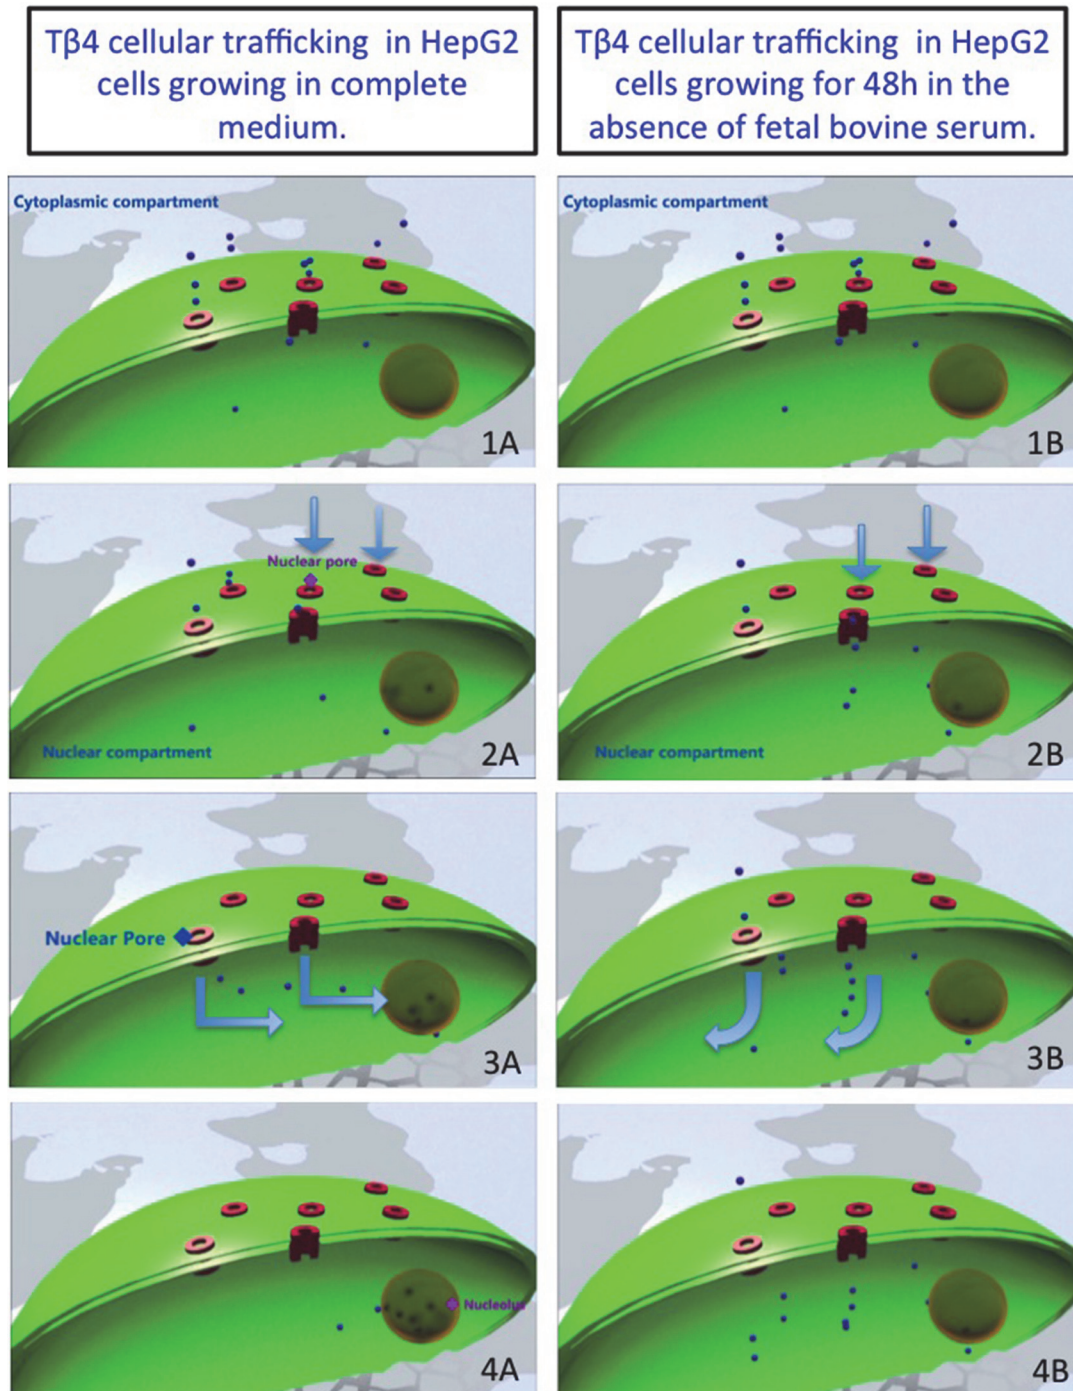 Tβ4 cellular trafficking in HepG2
cells growing in complete
medium.
Tβ4 cellular trafficking in HepG2
cells growing for 48h in the
absence of fetal bovine serum.
Cytoplasmic compartment
1A
Cytoplasmic compartment
1B
Nuclear pore
Nuclear compartment
2A
Nuclear compartment
2B
Nuclear Pore
3A
3B
Nucleolus
4A
4B